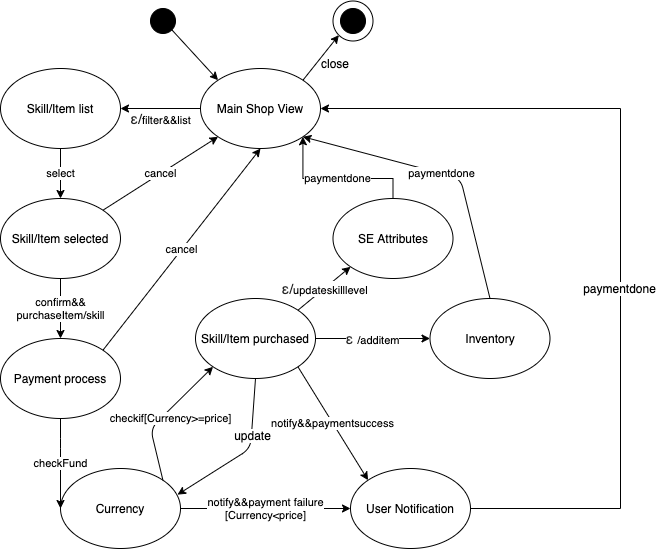 close
Skill/Item list
ε/filter&&list
Main Shop View
select
cancel
paymentdone
paymentdone
Skill/Item selected
SE Attributes
cancel
confirm&&
purchaseItem/skill
ε/updateskilllevel
paymentdone
Skill/Item purchased
ε /additem
Inventory
Payment process
checkif[Currency>=price]
update
notify&&paymentsuccess
checkFund
Currency
notify&&payment failure
[Currency<price]
User Notification